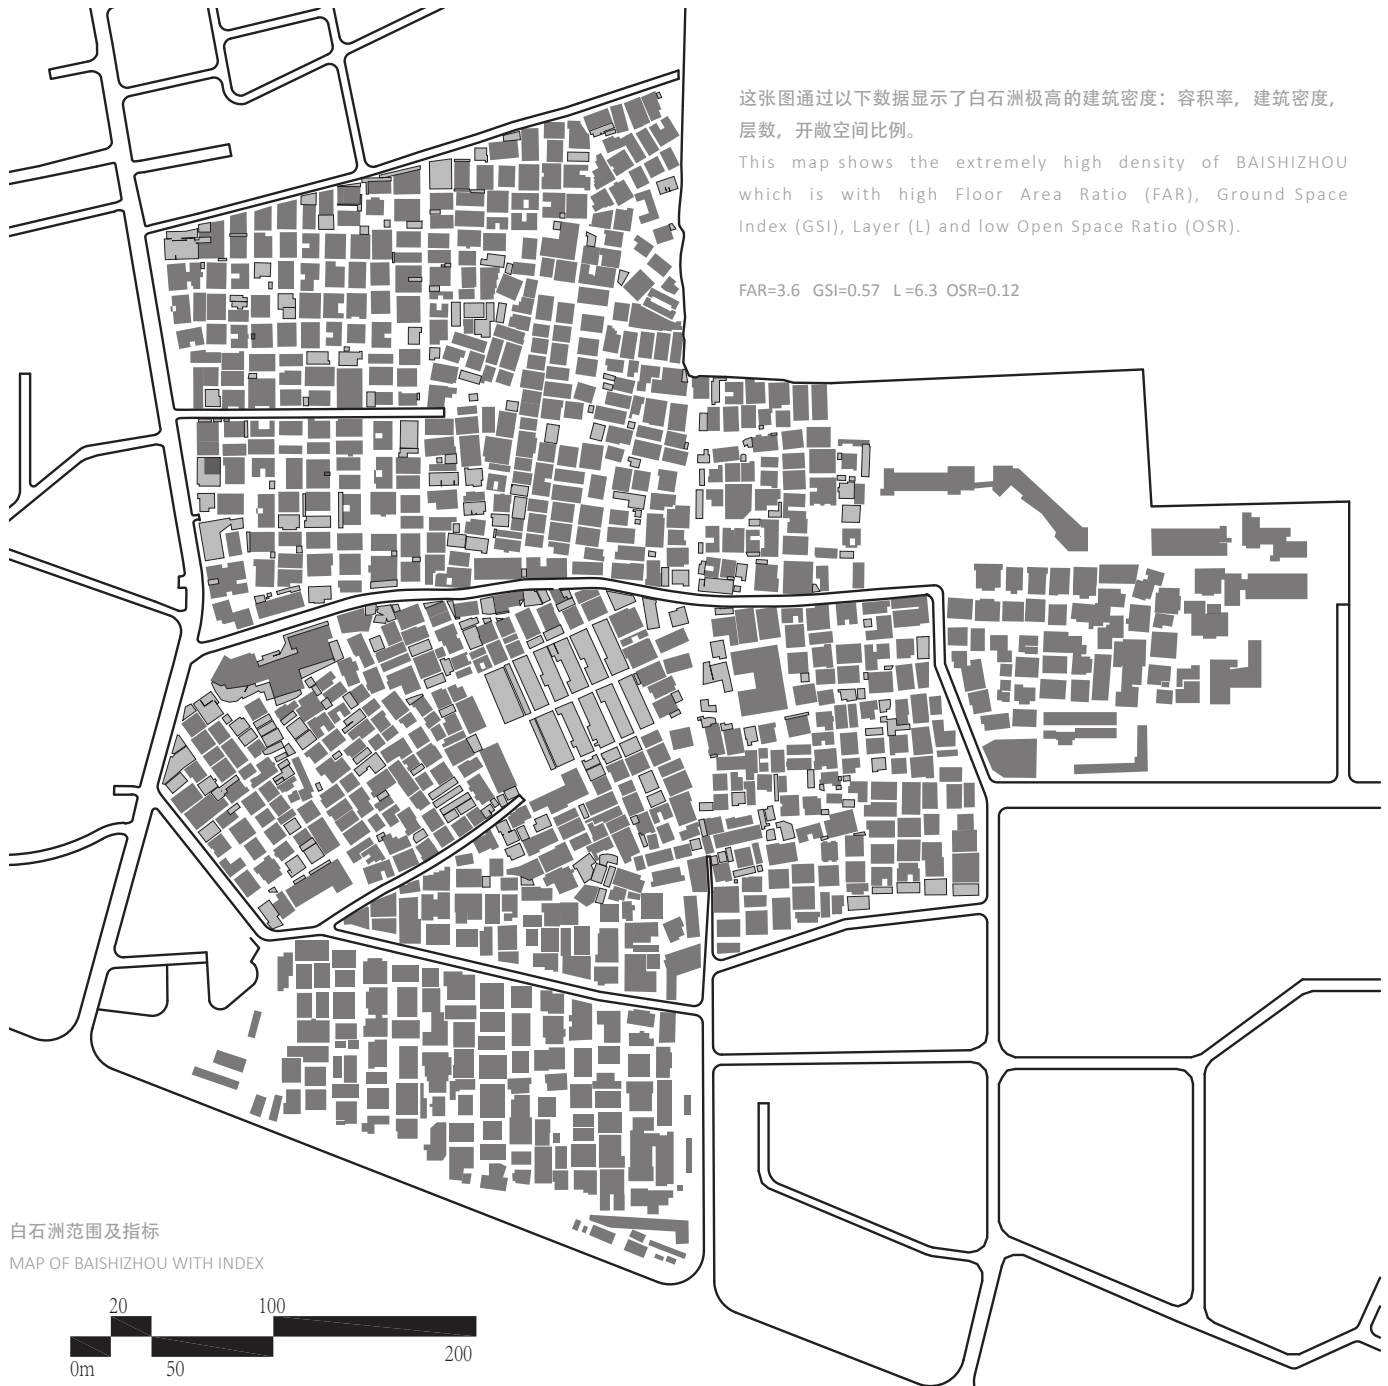 这张图通过以下数据显示了白石洲极高的建筑密度：容积率，建筑密度，
层数，开敞空间比例。
This map shows the extremely high density of BAISHIZHOU
which is with high Floor Area Ratio (FAR), Ground Space
Index (GSI), Layer (L) and low Open Space Ratio (OSR).
FAR=3.6 GSI=0.57 L =6.3 OSR=0.12
白石洲范围及指标
MAP OF BAISHIZHOU WITH INDEX
20 100
0m 50 200